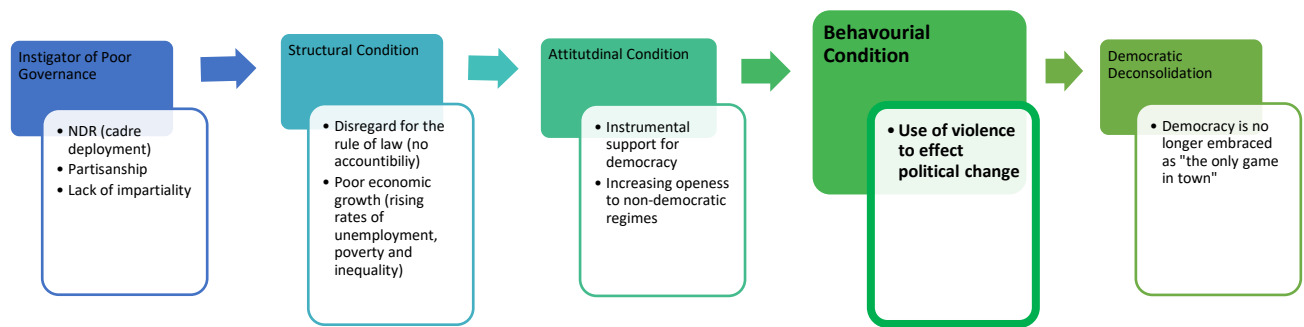 Instigator of Poor
Governance
• NDR (cadre
deployment)
• Partisanship
• Lack of impartiality
Structural Condition
• Disregard for the
rule of law (no
accountibiliy)
• Poor economic
growth (rising
rates of
unemployment,
poverty and
inequality)
Attitutdinal Condition
• Instrumental
support for
democracy
• Increasing openess
to non-democratic
regimes
Behavourial
Condition
• Use of violence
to effect
political change
Democratic
Deconsolidation
• Democracy is no
longer embraced
as "the only game
in town"